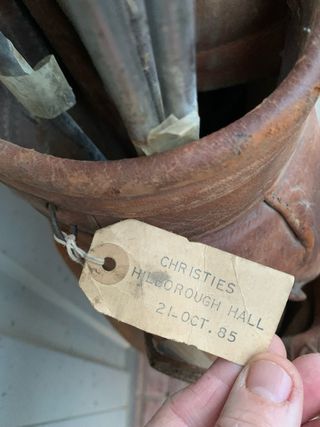 CHRISTIES
HILBOROUGH HALL
21-OCT. 85